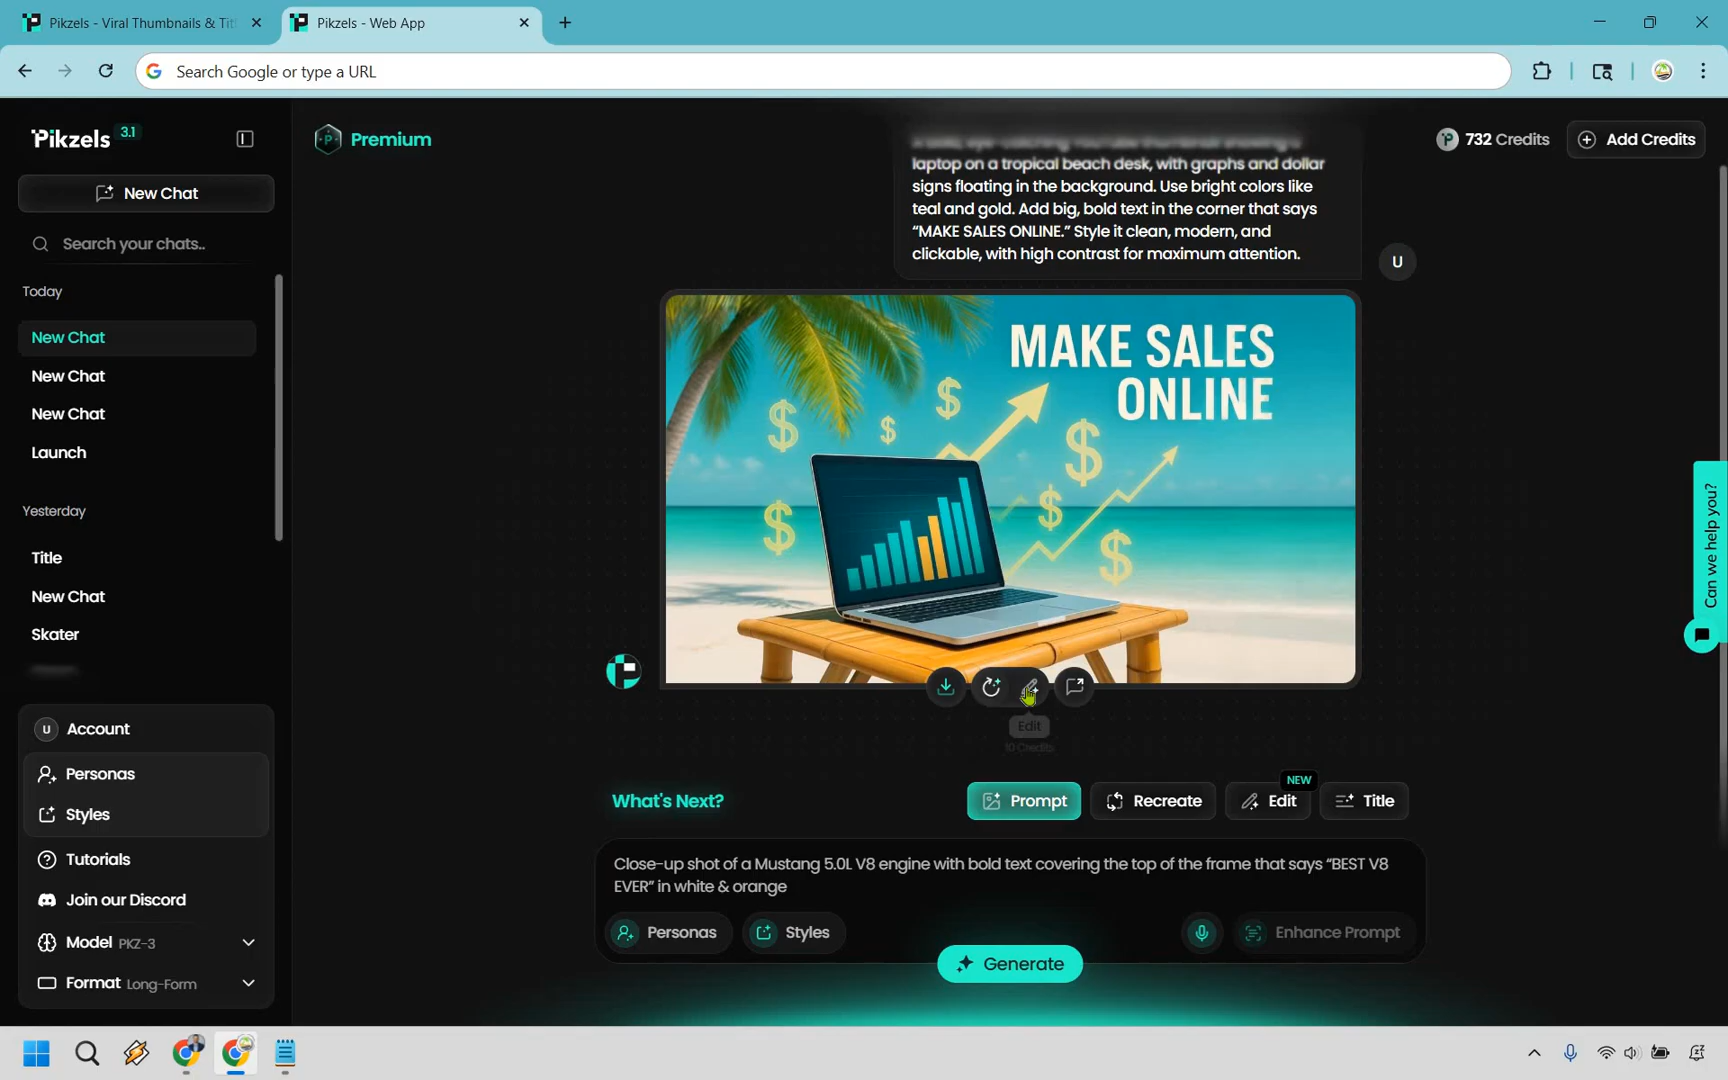 Pikzels - Viral Thumbnails & Tit
Pikzels - Web App
Search Google or type a URL
Pikzels 3.1
New Chat
Search your chats..
Today
New Chat
New Chat
New Chat
Launch
Yesterday
Title
New Chat
Skater
U Account
Personas
Styles
Tutorials
Join our Discord
Model PKZ-3
Format Long-Form
Premium
732 Credits
Add Credits
laptop on a tropical beach desk, with graphs and dollar
signs floating in the background. Use bright colors like
teal and gold. Add big, bold text in the corner that says
“MAKE SALES ONLINE.” Style it clean, modern, and
clickable, with high contrast for maximum attention.
U
MAKE SALES
ONLINE
Edit
10 Credits
What's Next?
Prompt
Recreate
Edit
NEW
Title
Close-up shot of a Mustang 5.0L V8 engine with bold text covering the top of the frame that says “BEST V8
EVER” in white & orange
Personas
Styles
Enhance Prompt
Generate
Can we help you?